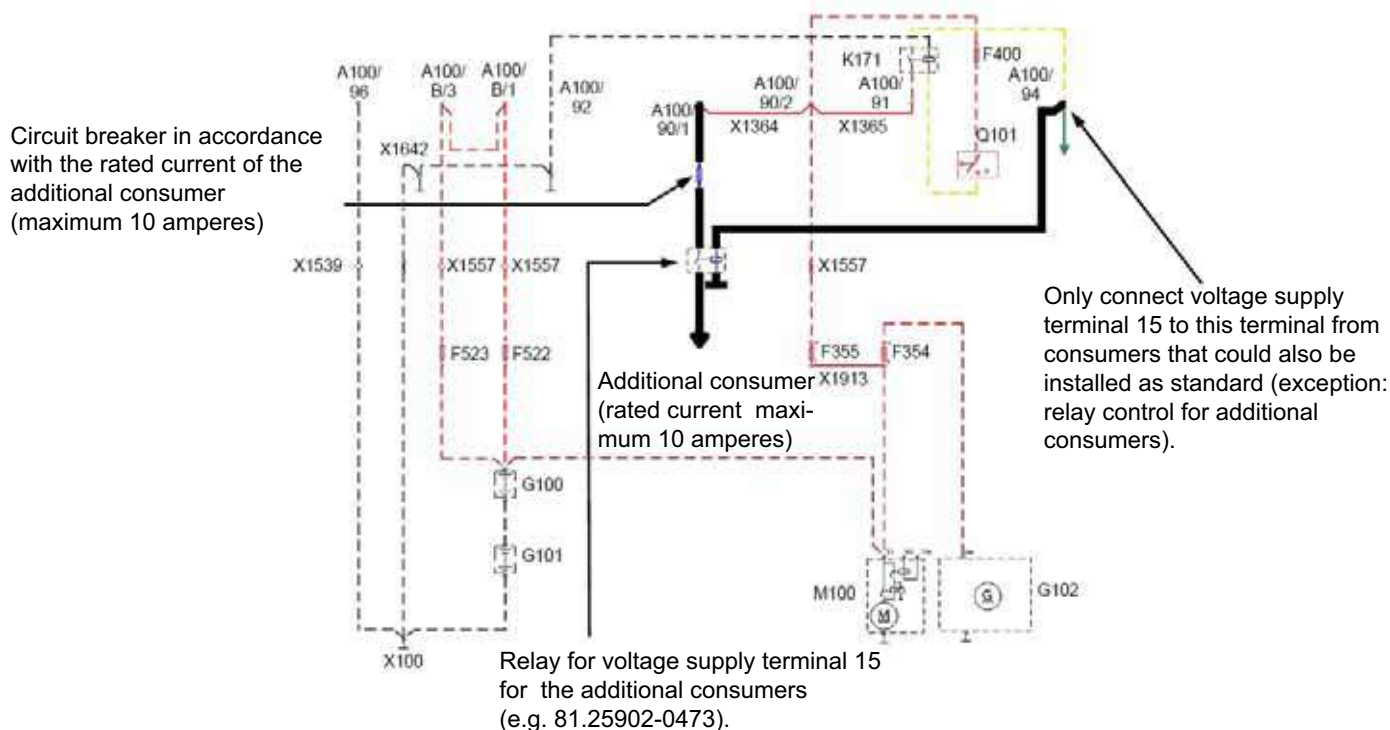 A100/
96
A100/
B/3
A100/
B/1
A100/
92
X1642
A100/
90/1
A100/
90/2
X1364
A100/
91
X1365
K171
F400
A100/
94
Q101
Circuit breaker in accordance
with the rated current of the
additional consumer
(maximum 10 amperes)
X1539
X1557
X1557
X1557
Only connect voltage supply
terminal 15 to this terminal from
consumers that could also be
installed as standard (exception:
relay control for additional
consumers).
F523
F522
F355
F354
X1913
Additional consumer
(rated current maxi-
mum 10 amperes)
G100
G101
M100
M
G
G102
X100
Relay for voltage supply terminal 15
for the additional consumers
(e.g. 81.25902-0473).